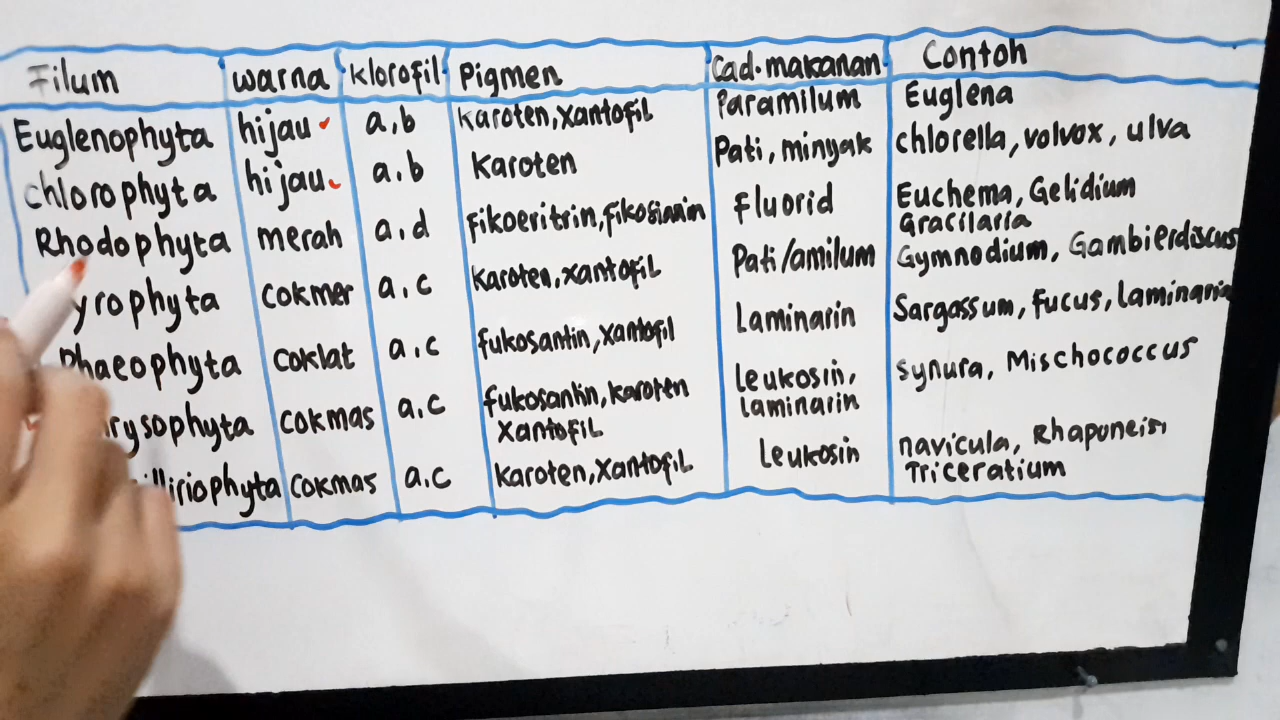 Filum warna klorofil Pigmen Cad.makanan Contoh
Euglenophyta hijau a,b karoten,xantofil Paramilum Euglena
chlorophyta hijau a.b Karoten Pati, minyak chlorella, volvox, ulva
Rhodophyta merah a,d fikoeritrin,fikosianin fluorid Euchema, Gelidium
Gracilaria
yrophyta cokmer a,c Karoten,xantofil Pati/amilum Gymnodium, Gambierdiscus
Phaeophyta coklat a,c fukosantin,xantofil Laminarin Sargassum, fucus, laminaria
rysophyta cokmas a,c fukosantin,karoten Leukosin, synura, Mischococcus
xantofil laminarin
illiriophyta cokmas a.c Karoten,xantofil Leukosin navicula, Rhaponeis
Triceratium